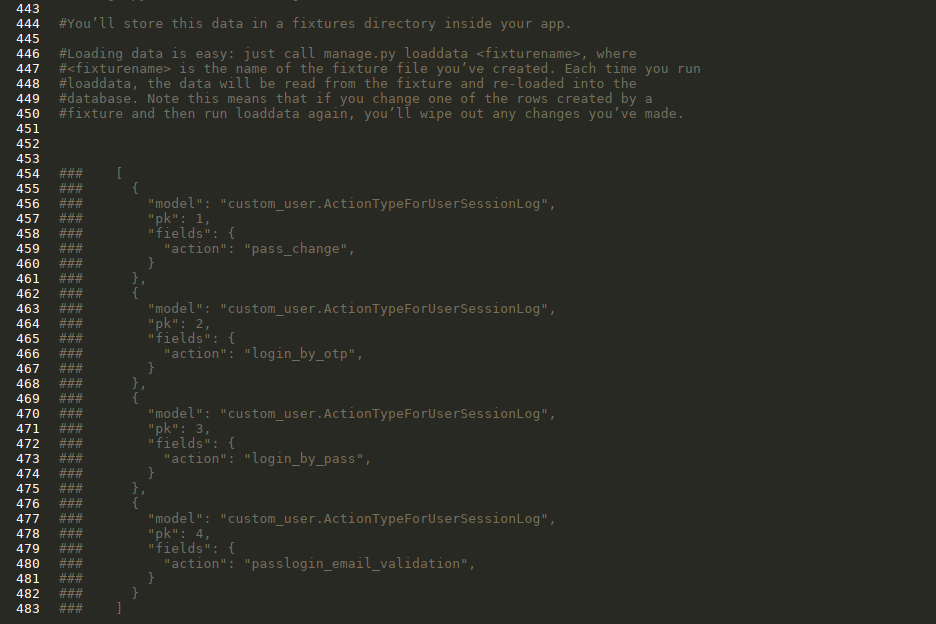 443
444 #You’ll store this data in a fixtures directory inside your app.
445
446 #Loading data is easy: just call manage.py loaddata <fixturename>, where
447 #<fixturename> is the name of the fixture file you’ve created. Each time you run
448 #loaddata, the data will be read from the fixture and re-loaded into the
449 #database. Note this means that if you change one of the rows created by a
450 #fixture and then run loaddata again, you’ll wipe out any changes you’ve made.
451
452
453
454 ###    [
455 ###      {
456 ###        "model": "custom_user.ActionTypeForUserSessionLog",
457 ###        "pk": 1,
458 ###        "fields": {
459 ###          "action": "pass_change",
460 ###        }
461 ###      },
462 ###      {
463 ###        "model": "custom_user.ActionTypeForUserSessionLog",
464 ###        "pk": 2,
465 ###        "fields": {
466 ###          "action": "login_by_otp",
467 ###        }
468 ###      },
469 ###      {
470 ###        "model": "custom_user.ActionTypeForUserSessionLog",
471 ###        "pk": 3,
472 ###        "fields": {
473 ###          "action": "login_by_pass",
474 ###        }
475 ###      },
476 ###      {
477 ###        "model": "custom_user.ActionTypeForUserSessionLog",
478 ###        "pk": 4,
479 ###        "fields": {
480 ###          "action": "passlogin_email_validation",
481 ###        }
482 ###      }
483 ###    ]